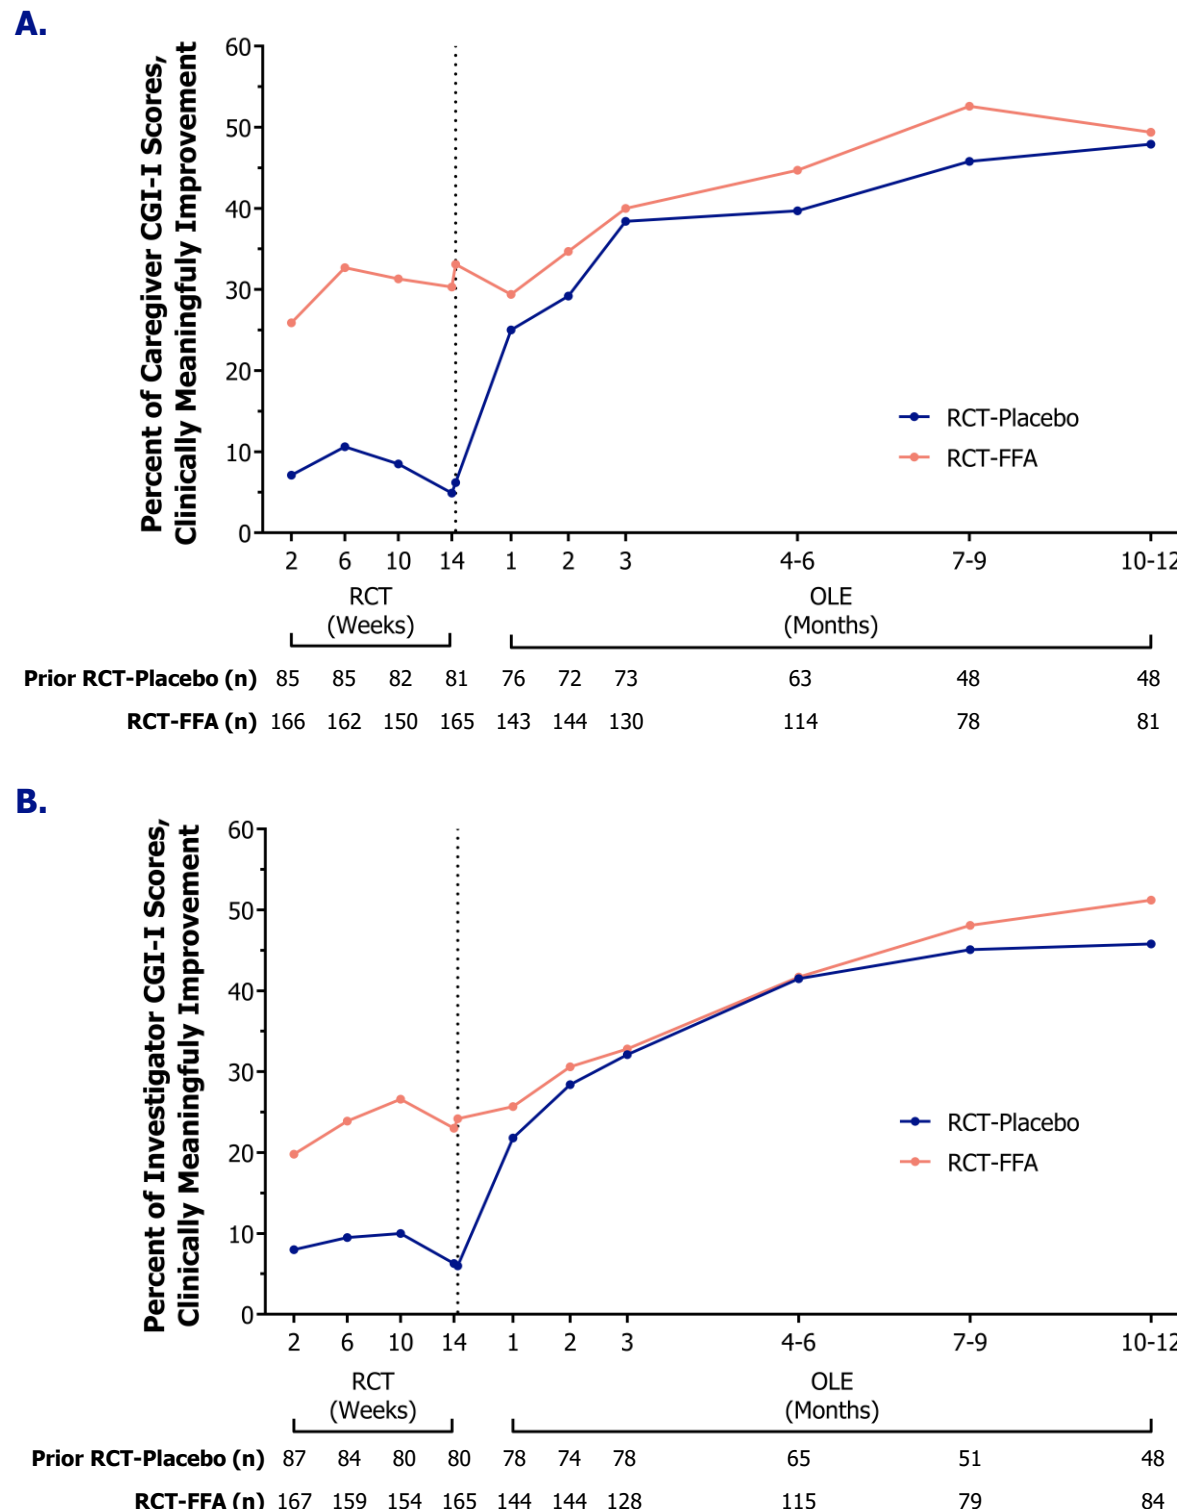 A.
Percent of Caregiver CGI-I Scores,
Clinically Meaningfuly Improvement
60
50
40
30
20
10
0
RCT-Placebo
RCT-FFA
2 6 10 14 1 2 3 4-6 7-9 10-12
RCT OLE
(Weeks) (Months)
Prior RCT-Placebo (n) 85 85 82 81 76 72 73 63 48 48
RCT-FFA (n) 166 162 150 165 143 144 130 114 78 81
B.
Percent of Investigator CGI-I Scores,
Clinically Meaningfuly Improvement
60
50
40
30
20
10
0
RCT-Placebo
RCT-FFA
2 6 10 14 1 2 3 4-6 7-9 10-12
RCT OLE
(Weeks) (Months)
Prior RCT-Placebo (n) 87 84 80 80 78 74 78 65 51 48
RCT-FFA (n) 167 159 154 165 144 144 128 115 79 84